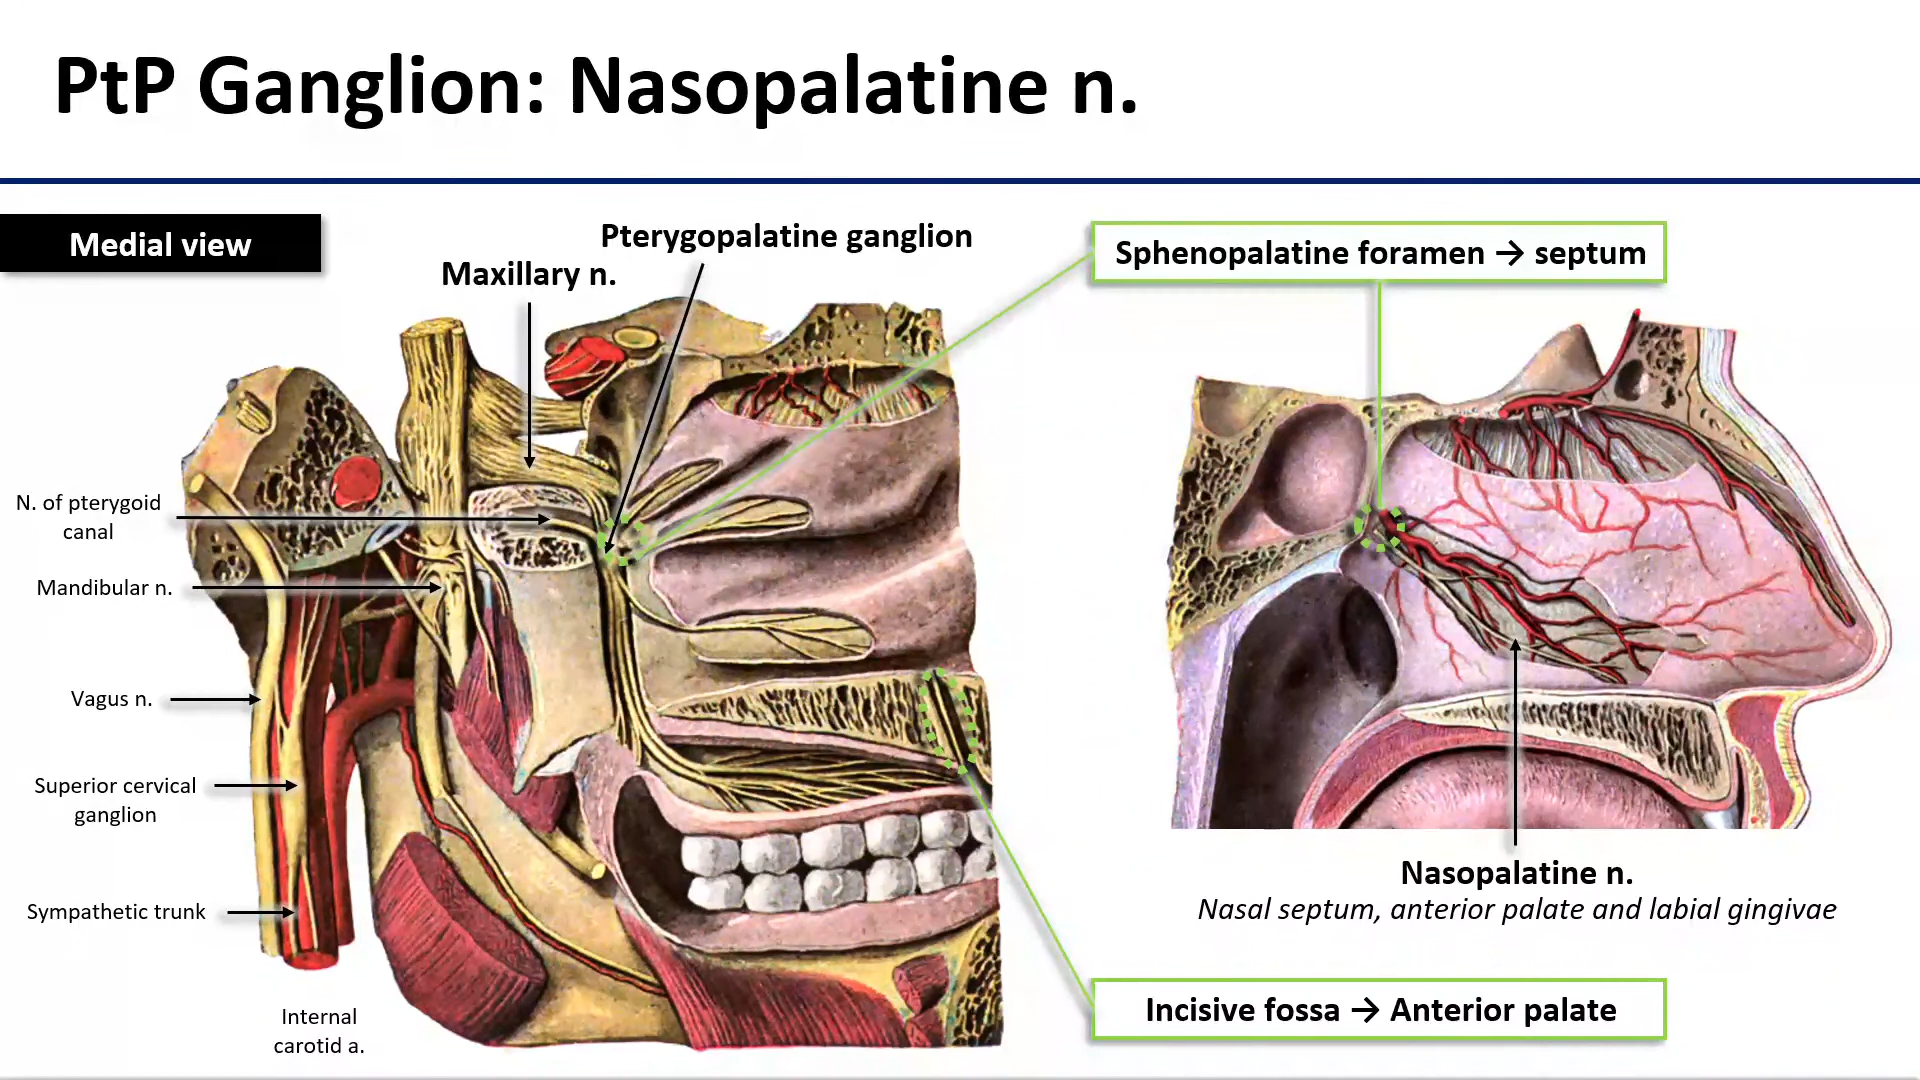 PtP Ganglion: Nasopalatine n.
Medial view
Pterygopalatine ganglion
Maxillary n.
Sphenopalatine foramen → septum
N. of pterygoid
canal
Mandibular n.
Vagus n.
Superior cervical
ganglion
Sympathetic trunk
Internal
carotid a.
Nasopalatine n.
Nasal septum, anterior palate and labial gingivae
Incisive fossa → Anterior palate